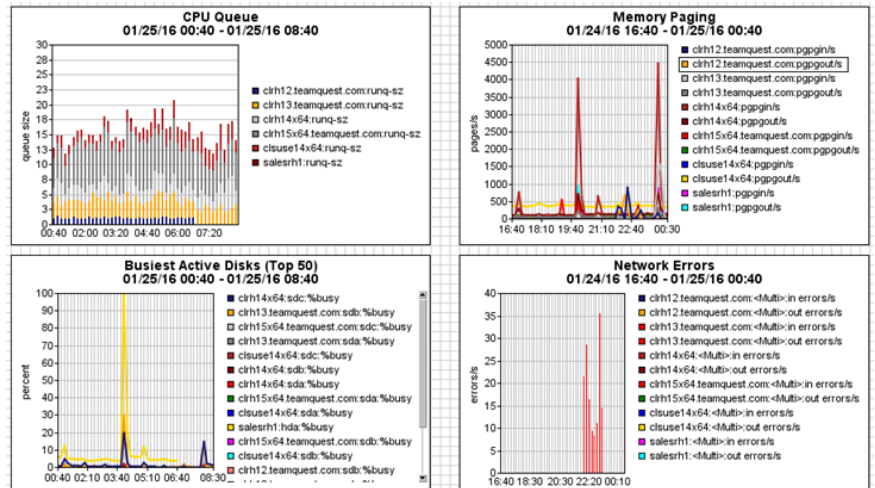 CPU Queue
01/25/16 00:40 - 01/25/16 08:40
queue size
30
28
25
23
20
18
15
13
10
8
5
3
0
00:40 02:00 03:20 04:40 06:00 07:20
clrh12.teamquest.com:runq-sz
clrh13.teamquest.com:runq-sz
clrh14x64:runq-sz
clrh15x64.teamquest.com:runq-sz
clsuse14x64:runq-sz
salesrh1:runq-sz
Memory Paging
01/24/16 16:40 - 01/25/16 00:40
pages/s
5000
4500
4000
3500
3000
2500
2000
1500
1000
500
0
16:40 18:10 19:40 21:10 22:40 00:30
clrh12.teamquest.com:pgpgin/s
clrh12.teamquest.com:pgpgout/s
clrh13.teamquest.com:pgpgin/s
clrh13.teamquest.com:pgpgout/s
clrh14x64:pgpgin/s
clrh14x64:pgpgout/s
clrh15x64.teamquest.com:pgpgin/s
clrh15x64.teamquest.com:pgpgout/s
clsuse14x64:pgpgin/s
clsuse14x64:pgpgout/s
salesrh1:pgpgin/s
salesrh1:pgpgout/s
Busiest Active Disks (Top 50)
01/25/16 00:40 - 01/25/16 08:40
percent
100
90
80
70
60
50
40
30
20
10
0
00:40 02:10 03:40 05:10 06:40 08:30
clrh14x64:sdc:%busy
clrh13.teamquest.com:sdb:%busy
clrh15x64.teamquest.com:sdc:%busy
clrh13.teamquest.com:sda:%busy
clsuse14x64:sdc:%busy
clrh14x64:sdb:%busy
clrh14x64:sda:%busy
clrh15x64.teamquest.com:sda:%busy
clsuse14x64:sda:%busy
salesrh1:hda:%busy
clrh15x64.teamquest.com:sdb:%busy
clsuse14x64:sdb:%busy
clrh12.teamquest.com:sdb:%busy
Network Errors
01/24/16 16:40 - 01/25/16 00:40
errors/s
40
35
30
25
20
15
10
5
0
16:40 18:30 20:30 22:20 00:10
clrh12.teamquest.com:<Multi>:in errors/s
clrh12.teamquest.com:<Multi>:out errors/s
clrh13.teamquest.com:<Multi>:in errors/s
clrh13.teamquest.com:<Multi>:out errors/s
clrh14x64:<Multi>:in errors/s
clrh14x64:<Multi>:out errors/s
clrh15x64.teamquest.com:<Multi>:in errors/s
clrh15x64.teamquest.com:<Multi>:out errors/s
clsuse14x64:<Multi>:in errors/s
clsuse14x64:<Multi>:out errors/s
salesrh1:<Multi>:in errors/s
salesrh1:<Multi>:out errors/s